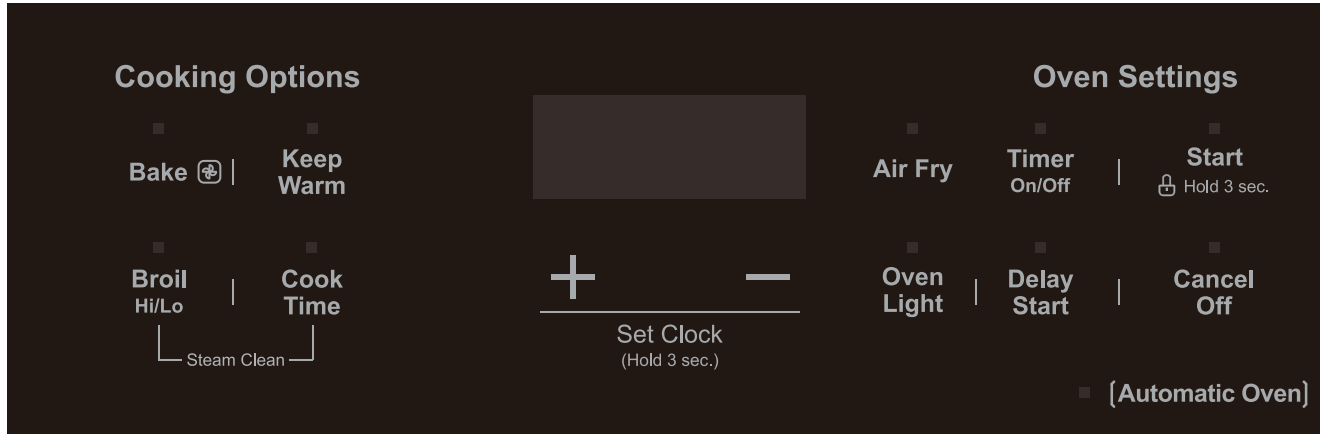 Cooking Options
Bake
Keep
Warm
Broil
Hi/Lo
Cook
Time
Steam Clean
Set Clock
(Hold 3 sec.)
Oven Settings
Air Fry
Timer
On/Off
Start
Hold 3 sec.
Oven
Light
Delay
Start
Cancel
Off
[Automatic Oven]